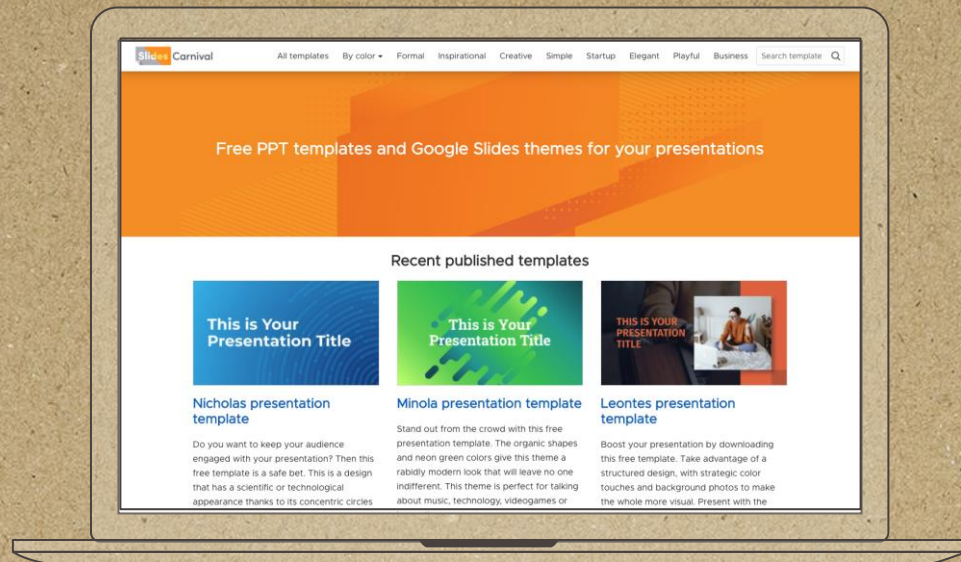 Slides Carnival
All templates By color Formal Inspirational Creative Simple Startup Elegant Playful Business Search template
Free PPT templates and Google Slides themes for your presentations
Recent published templates
This is Your
Presentation Title
Nicholas presentation
template
Do you want to keep your audience
engaged with your presentation? Then this
free template is a safe bet. This is a design
that has a scientific or technological
appearance thanks to its concentric circles
This is Your
Presentation Title
Minola presentation template
Stand out from the crowd with this free
presentation template. The organic shapes
and neon green colors give this theme a
rabidly modern look that will leave no one
indifferent. This theme is perfect for talking
about music, technology, videogames or
THIS IS YOUR
PRESENTATION
TITLE
Leontes presentation
template
Boost your presentation by downloading
this free template. Take advantage of a
structured design, with strategic color
touches and background photos to make
the whole more visual. Present with the